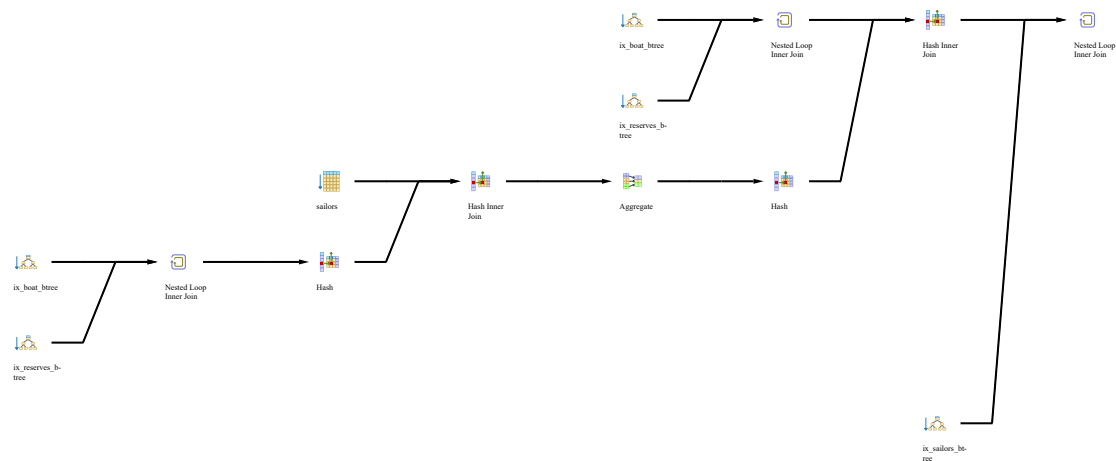 ix_boat_btree
Nested Loop
Inner Join
Hash Inner
Join
Nested Loop
Inner Join
ix_reserves_b-
tree
sailors
Hash Inner
Join
Aggregate
Hash
ix_boat_btree
Nested Loop
Inner Join
Hash
ix_reserves_b-
tree
ix_sailors_bt-
ree